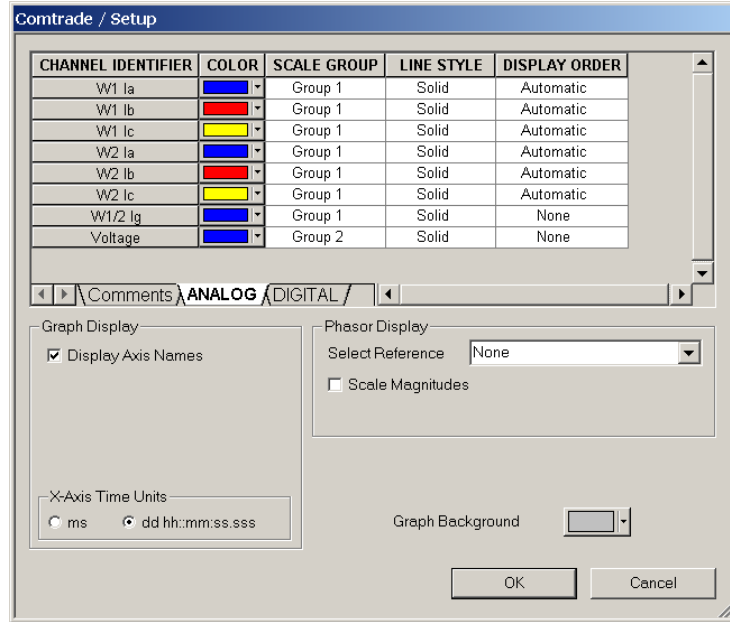 Comtrade / Setup
CHANNEL IDENTIFIER COLOR SCALE GROUP LINE STYLE DISPLAY ORDER
W1 Ia Group 1 Solid Automatic
W1 Ib Group 1 Solid Automatic
W1 Ic Group 1 Solid Automatic
W2 Ia Group 1 Solid Automatic
W2 Ib Group 1 Solid Automatic
W2 Ic Group 1 Solid Automatic
W1/2 Ig Group 1 Solid None
Voltage Group 2 Solid None
Comments ANALOG DIGITAL
Graph Display
Display Axis Names
X-Axis Time Units
ms dd hh::mm:ss.sss
Phasor Display
Select Reference None
Scale Magnitudes
Graph Background
OK Cancel